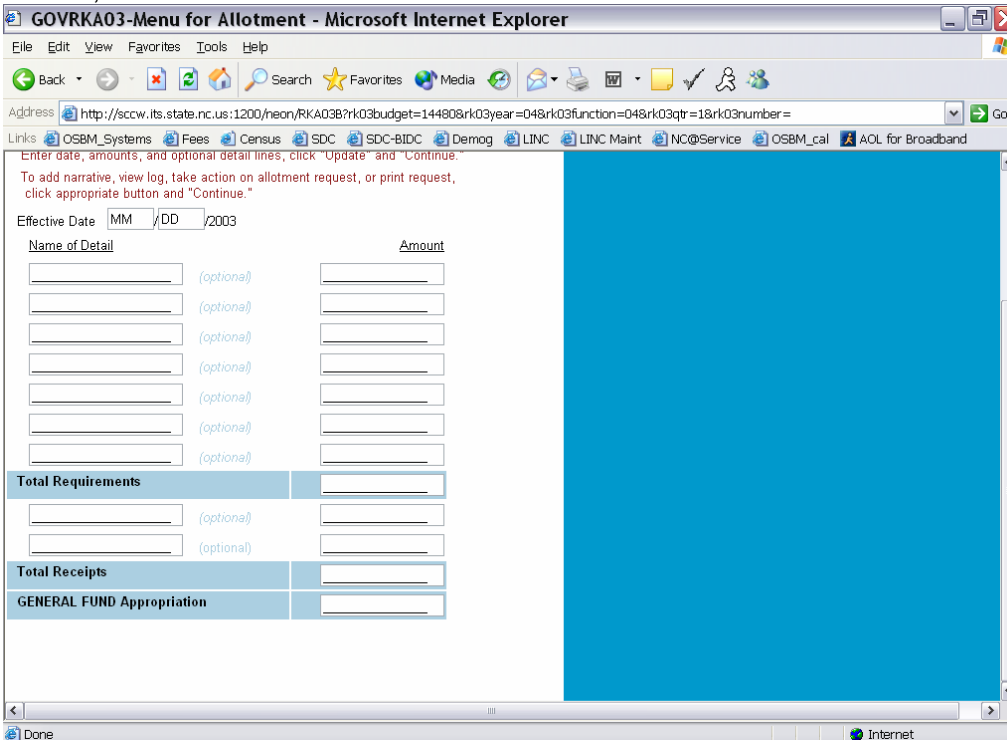 GOVRKA03-Menu for Allotment - Microsoft Internet Explorer
File Edit View Favorites Tools Help
Back Search Favorites Media
Address http://sccw.its.state.nc.us:1200/neon/RKA03B?rk03budget=14480&rk03year=04&rk03function=04&rk03qtr=1&rk03number= Go
Links OSBM_Systems Fees Census SDC SDC-BIDC Demog LINC LINC Maint NC@Service OSBM_cal AOL for Broadband
Enter date, amounts, and optional detail lines, click "Update" and "Continue."
To add narrative, view log, take action on allotment request, or print request,
click appropriate button and "Continue."
Effective Date MM / DD /2003
Name of Detail Amount
(optional)
(optional)
(optional)
(optional)
(optional)
(optional)
(optional)
Total Requirements
(optional)
(optional)
Total Receipts
GENERAL FUND Appropriation
Done Internet